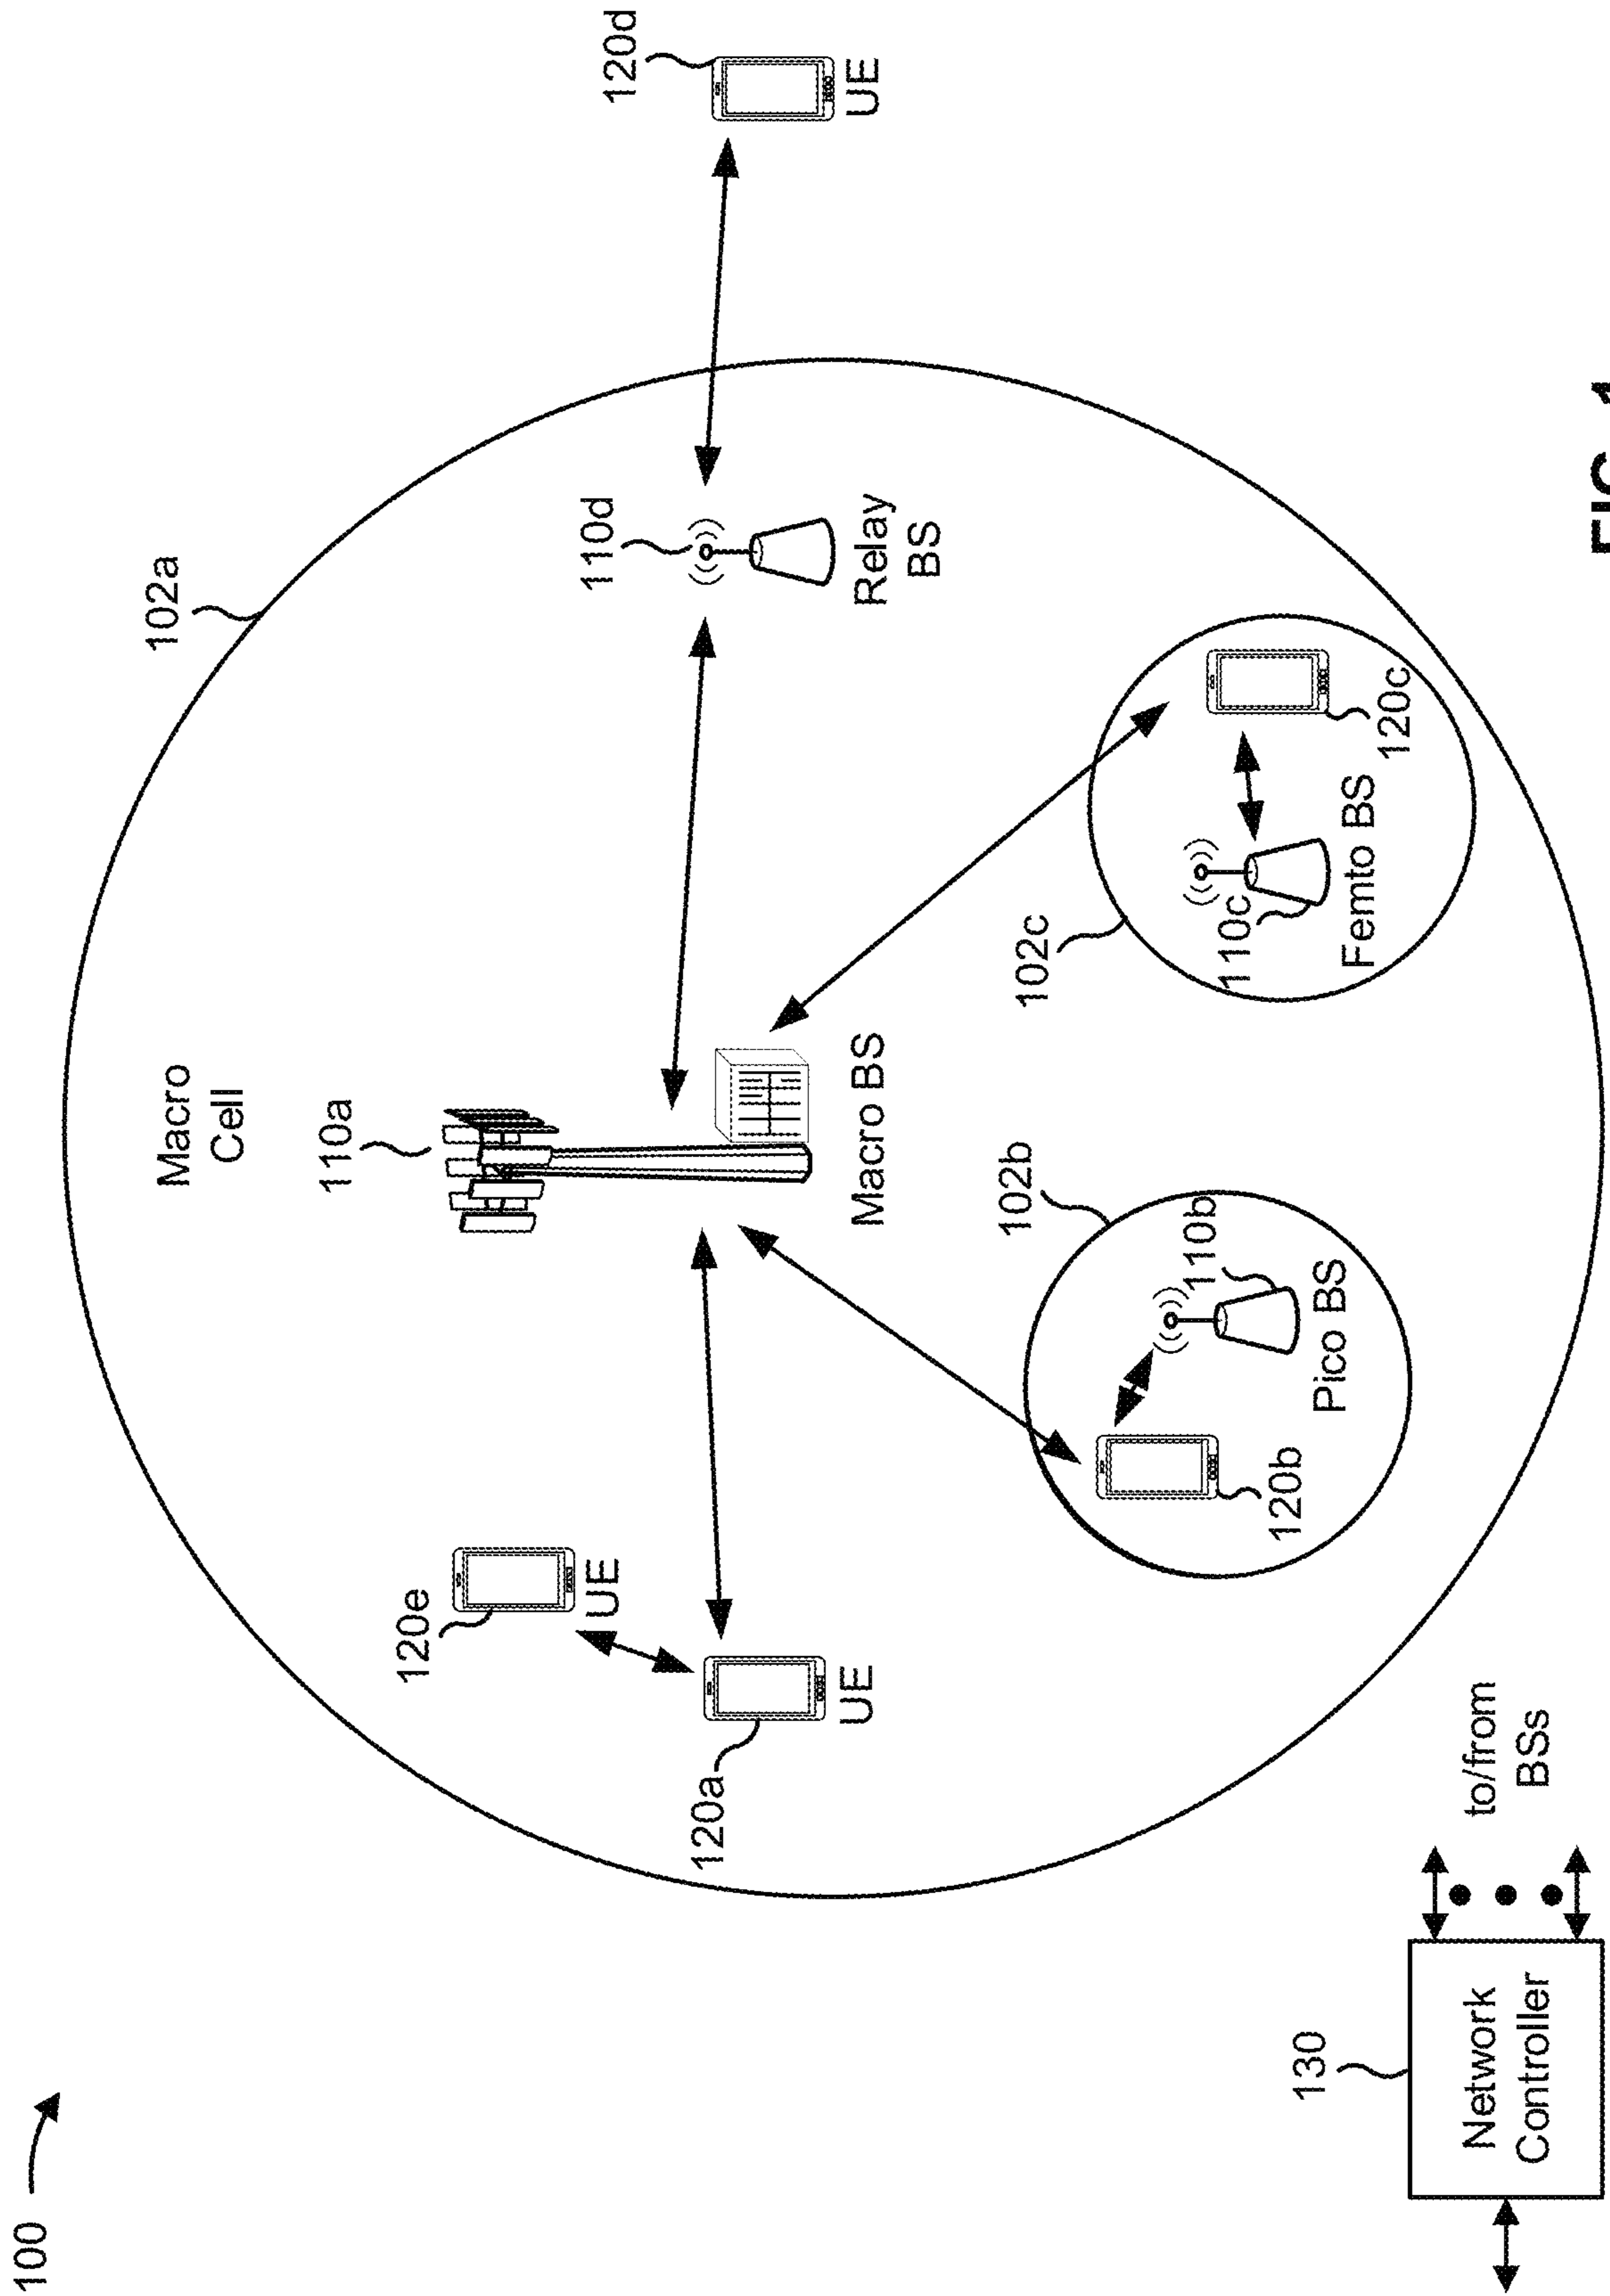 100
102a
Macro
Cell
110a
120d
UE
110d
Relay
BS
120e
UE
120a
UE
Macro BS
102b
110b
Pico BS
120b
102c
110c
Femto BS
120c
130
Network
Controller
to/from
BSs